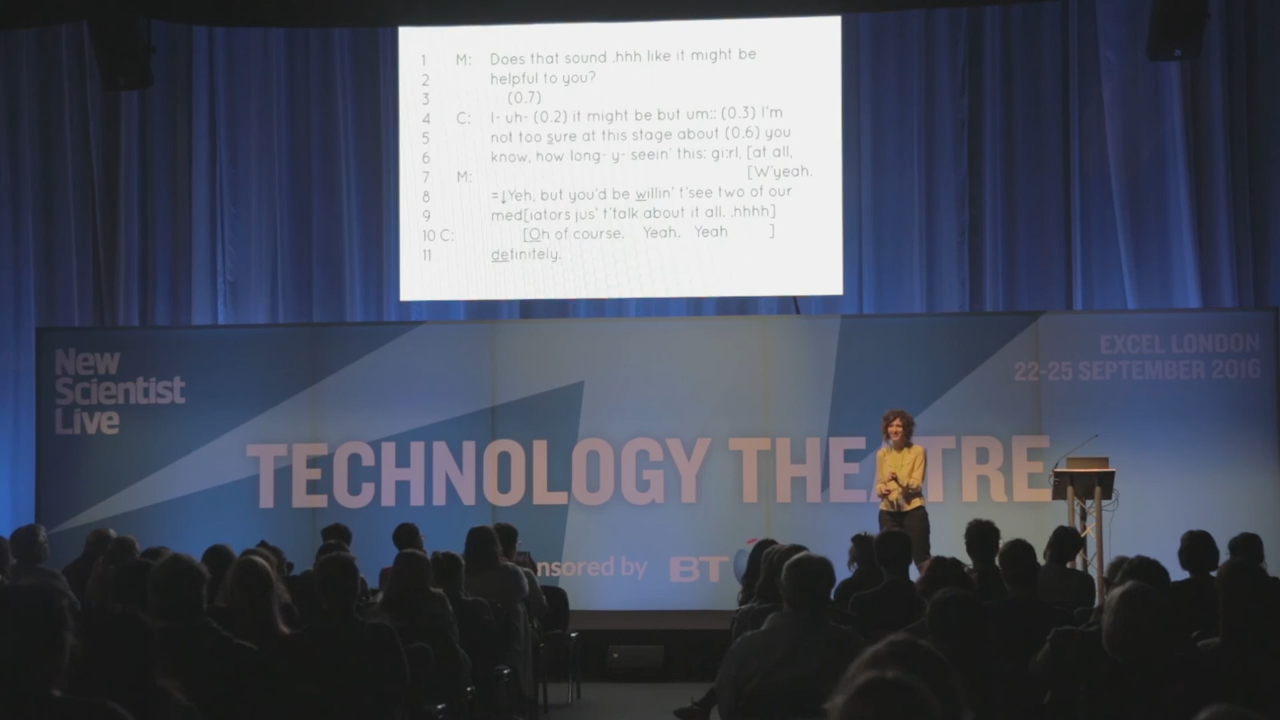 1 M: Does that sound .hhh like it might be
2 helpful to you?
3 (0.7)
4 C: I- uh- (0.2) it might be but um:: (0.3) I'm
5 not too sure at this stage about (0.6) you
6 know, how long- y- seein' this: gi:rl, [at all,
7 M: [W'yeah.
8 =↓Yeh, but you'd be willin' t'see two of our
9 med[iators jus' t'talk about it all. .hhhh]
10 C: [Oh of course. Yeah. Yeah ]
11 definitely.
New
Scientist
Live
EXCEL LONDON
22-25 SEPTEMBER 2016
TECHNOLOGY THE TRE
nsored by BT